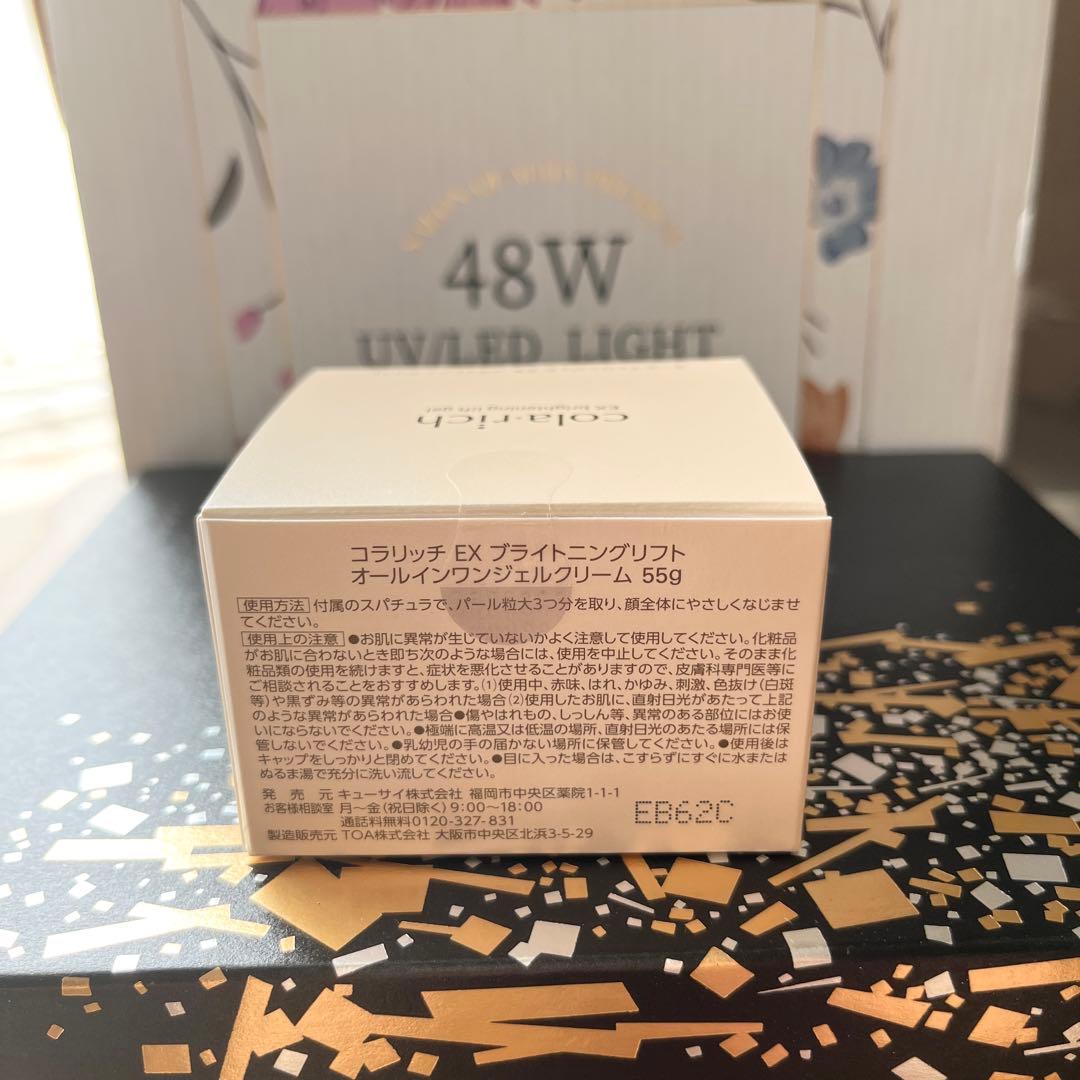 48W
UV/LED LIGHT
cola·rich
EX brightening lift gel
コラリッチ EX ブライトニングリフト
オールインワンジェルクリーム 55g
使用方法 付属のスパチュラで、パール粒大3つ分を取り、顔全体にやさしくなじませ
てください。
使用上の注意 ●お肌に異常が生じていないかよく注意して使用してください。化粧品
がお肌に合わないとき即ち次のような場合には、使用を中止してください。そのまま化
粧品類の使用を続けますと、症状を悪化させることがありますので、皮膚科専門医等に
ご相談されることをおすすめします。(1)使用中、赤味、はれ、かゆみ、刺激、色抜け(白斑
等)や黒ずみ等の異常があらわれた場合(2)使用したお肌に、直射日光があたって上記
のような異常があらわれた場合●傷やはれもの、しっしん等、異常のある部位にはお使
いにならないでください。●極端に高温又は低温の場所、直射日光のあたる場所には保
管しないでください。●乳幼児の手の届かない場所に保管してください。●使用後は
キャップをしっかりと閉めてください。●目に入った場合は、こすらずにすぐに水または
ぬるま湯で充分に洗い流してください。
発 売 元 キューサイ株式会社 福岡市中央区薬院1-1-1
お客様相談室 月〜金(祝日除く)9:00〜18:00
通話料無料0120-327-831
製造販売元 TOA株式会社 大阪市中央区北浜3-5-29
EB62C